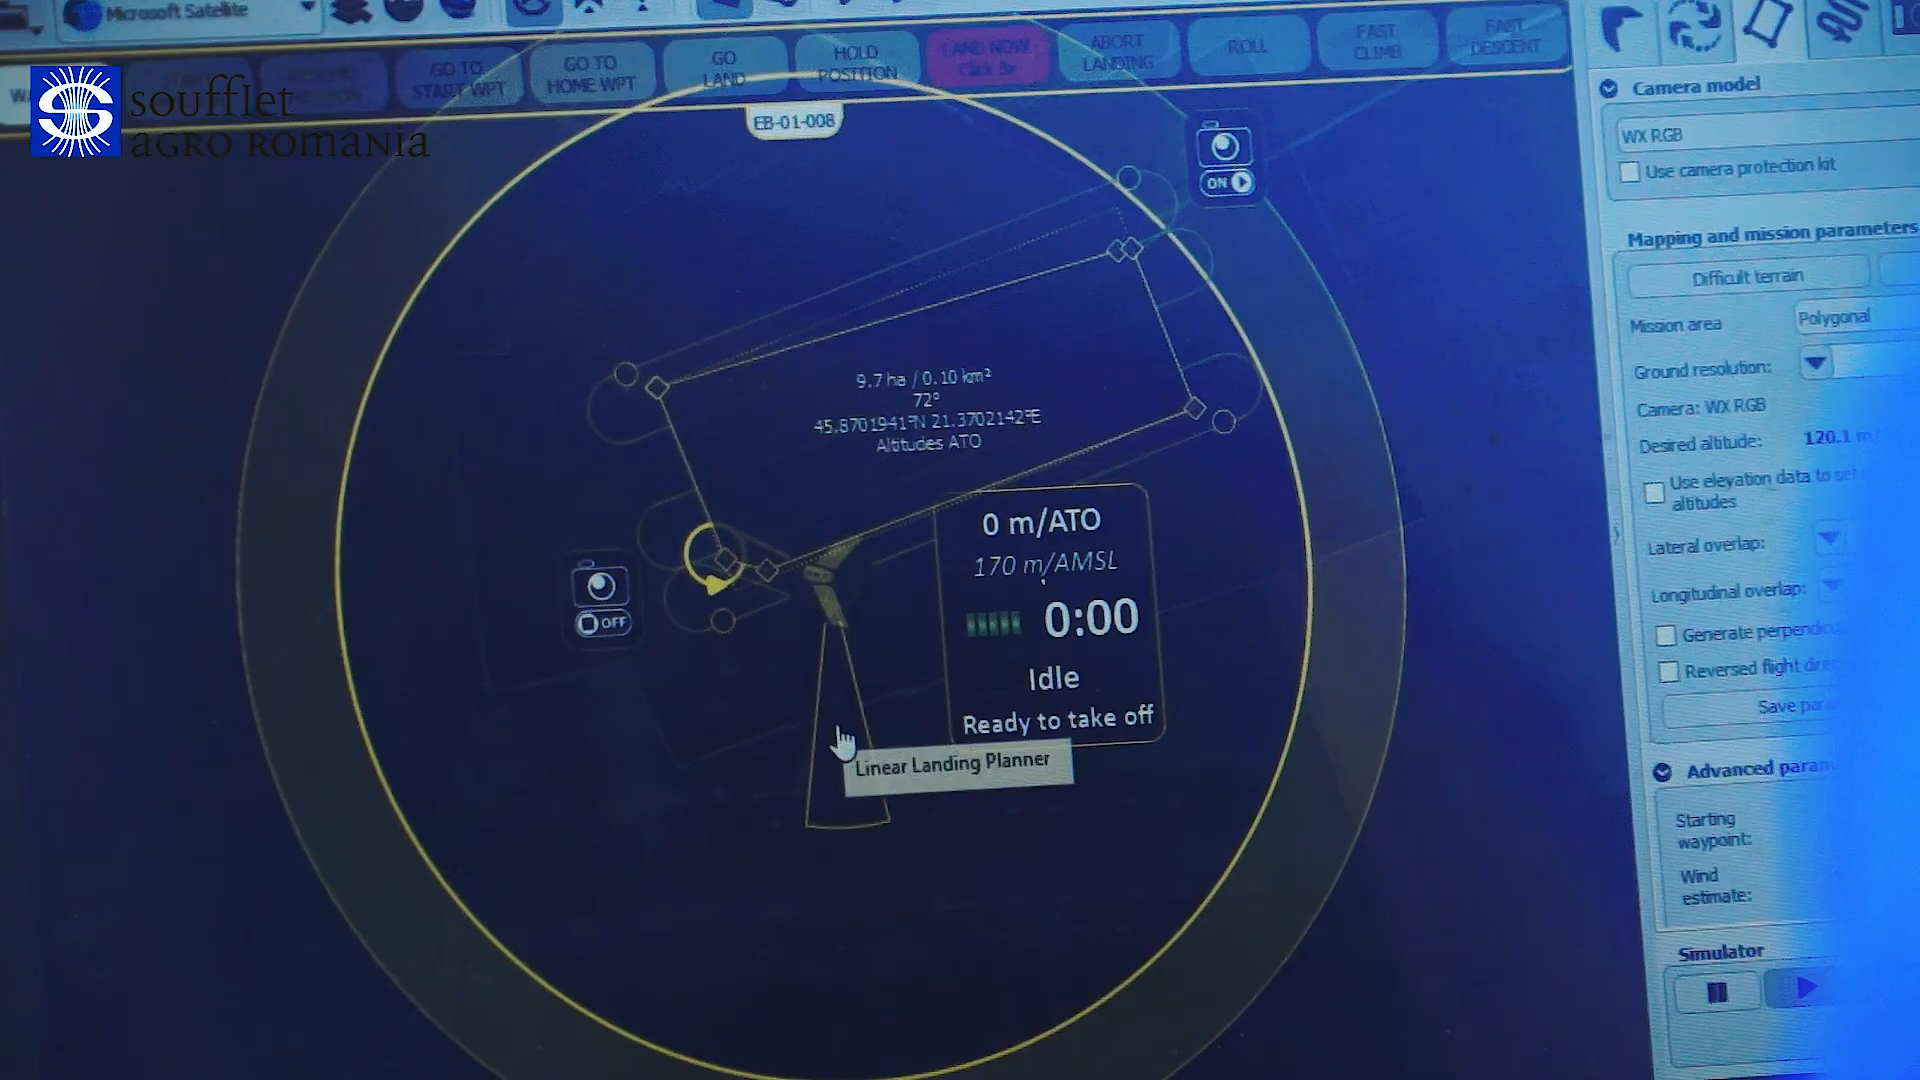 Microsoft Satellite
GO TO
START WPT
GO TO
HOME WPT
GO
LAND
HOLD
POSITION
LAND NOW
ABORT
LANDING
ROLL
FAST
CLIMB
FAST
DESCENT
soufflet
AGRO ROMANIA
EB-01-008
ON
9.7 ha / 0.10 km²
72°
45.8701941°N 21.3702142°E
Altitudes ATO
0 m/ATO
170 m/AMSL
0:00
Idle
Ready to take off
OFF
Linear Landing Planner
Camera model
WX RGB
Use camera protection kit
Mapping and mission parameters
Difficult terrain
Mission area
Polygonal
Ground resolution:
Camera: WX RGB
Desired altitude:
120.1
Use elevation data to set
altitudes
Lateral overlap:
Longitudinal overlap:
Generate
Reversed flight
Save
Advanced
Starting
waypoint:
Wind
estimate:
Simulator